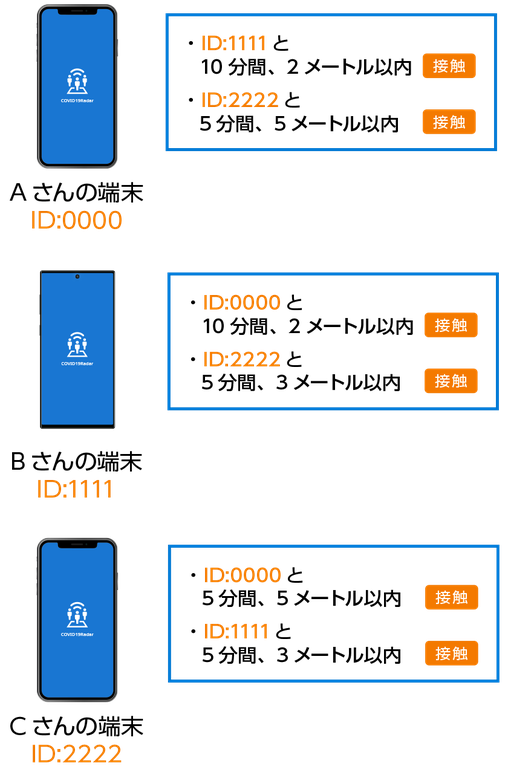 COVID19Radar
・ID:1111 と
10 分間、2 メートル以内 接触
・ID:2222 と
5 分間、5 メートル以内 接触
A さんの端末
ID:0000
COVID19Radar
・ID:0000 と
10 分間、2 メートル以内 接触
・ID:2222 と
5 分間、3 メートル以内 接触
B さんの端末
ID:1111
COVID19Radar
・ID:0000 と
5 分間、5 メートル以内 接触
・ID:1111 と
5 分間、3 メートル以内 接触
C さんの端末
ID:2222